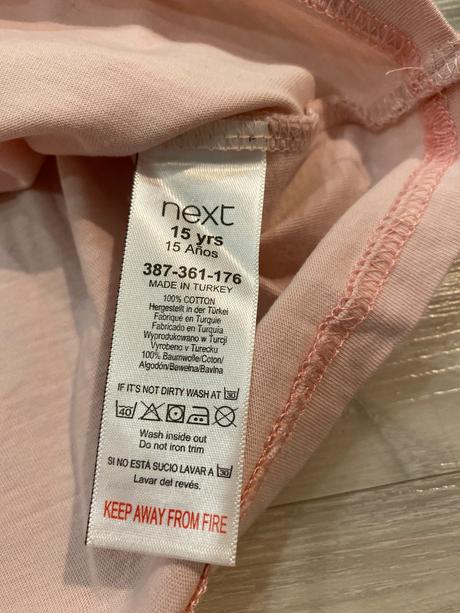 next
15 yrs
15 Años
387-361-176
MADE IN TURKEY
100% COTTON
Hergestellt in der Türkei
Fabriqué en Turquie
Fabricado en Turquía
Wyprodukowano w Turcji
Vyrobeno v Turecku
100% Baumwolle/Coton/
Algodón/Bawełna/Bavlna
IF IT'S NOT DIRTY WASH AT 30
40
Wash inside out
Do not iron trim
SI NO ESTÁ SUCIO LAVAR A 30
Lavar del revés.
KEEP AWAY FROM FIRE